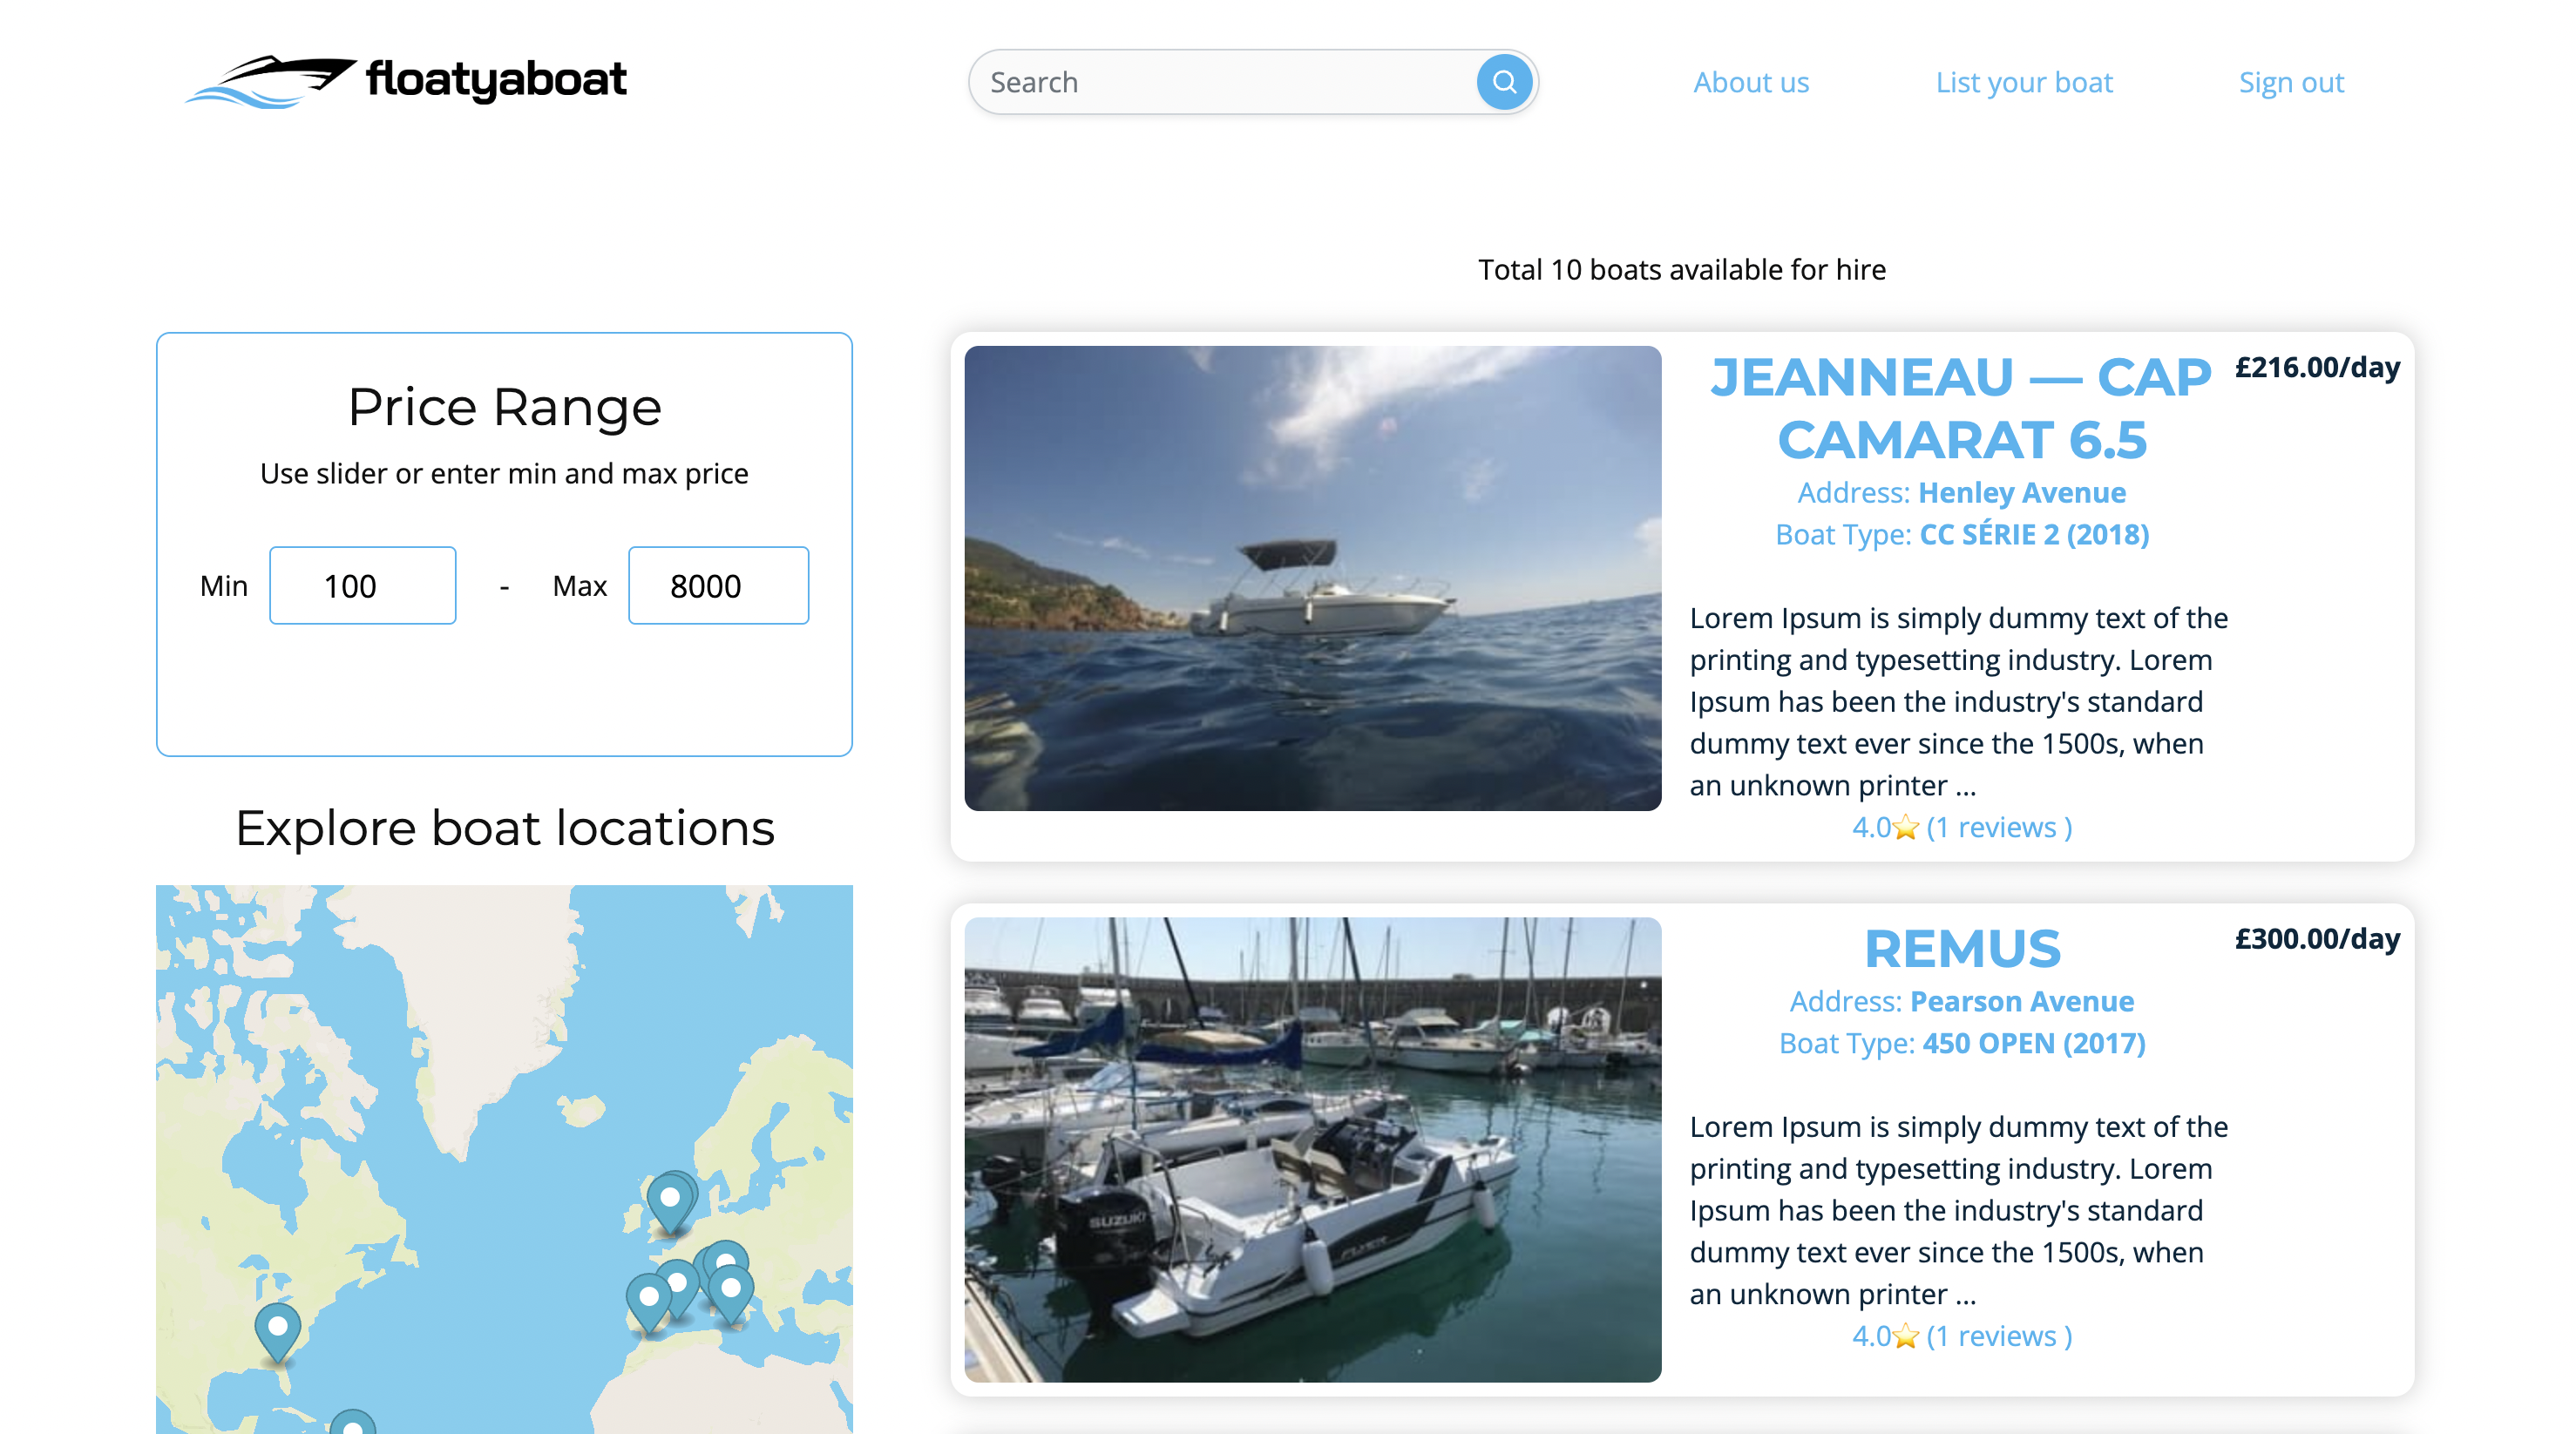 floatyaboat
Search
About us
List your boat
Sign out
Total 10 boats available for hire
Price Range
Use slider or enter min and max price
Min 100 - Max 8000
Explore boat locations
JEANNEAU — CAP
CAMARAT 6.5
£216.00/day
Address: Henley Avenue
Boat Type: CC SÉRIE 2 (2018)
Lorem Ipsum is simply dummy text of the
printing and typesetting industry. Lorem
Ipsum has been the industry's standard
dummy text ever since the 1500s, when
an unknown printer ...
4.0⭐ (1 reviews )
SUZUKI
FLYER
REMUS
£300.00/day
Address: Pearson Avenue
Boat Type: 450 OPEN (2017)
Lorem Ipsum is simply dummy text of the
printing and typesetting industry. Lorem
Ipsum has been the industry's standard
dummy text ever since the 1500s, when
an unknown printer ...
4.0⭐ (1 reviews )